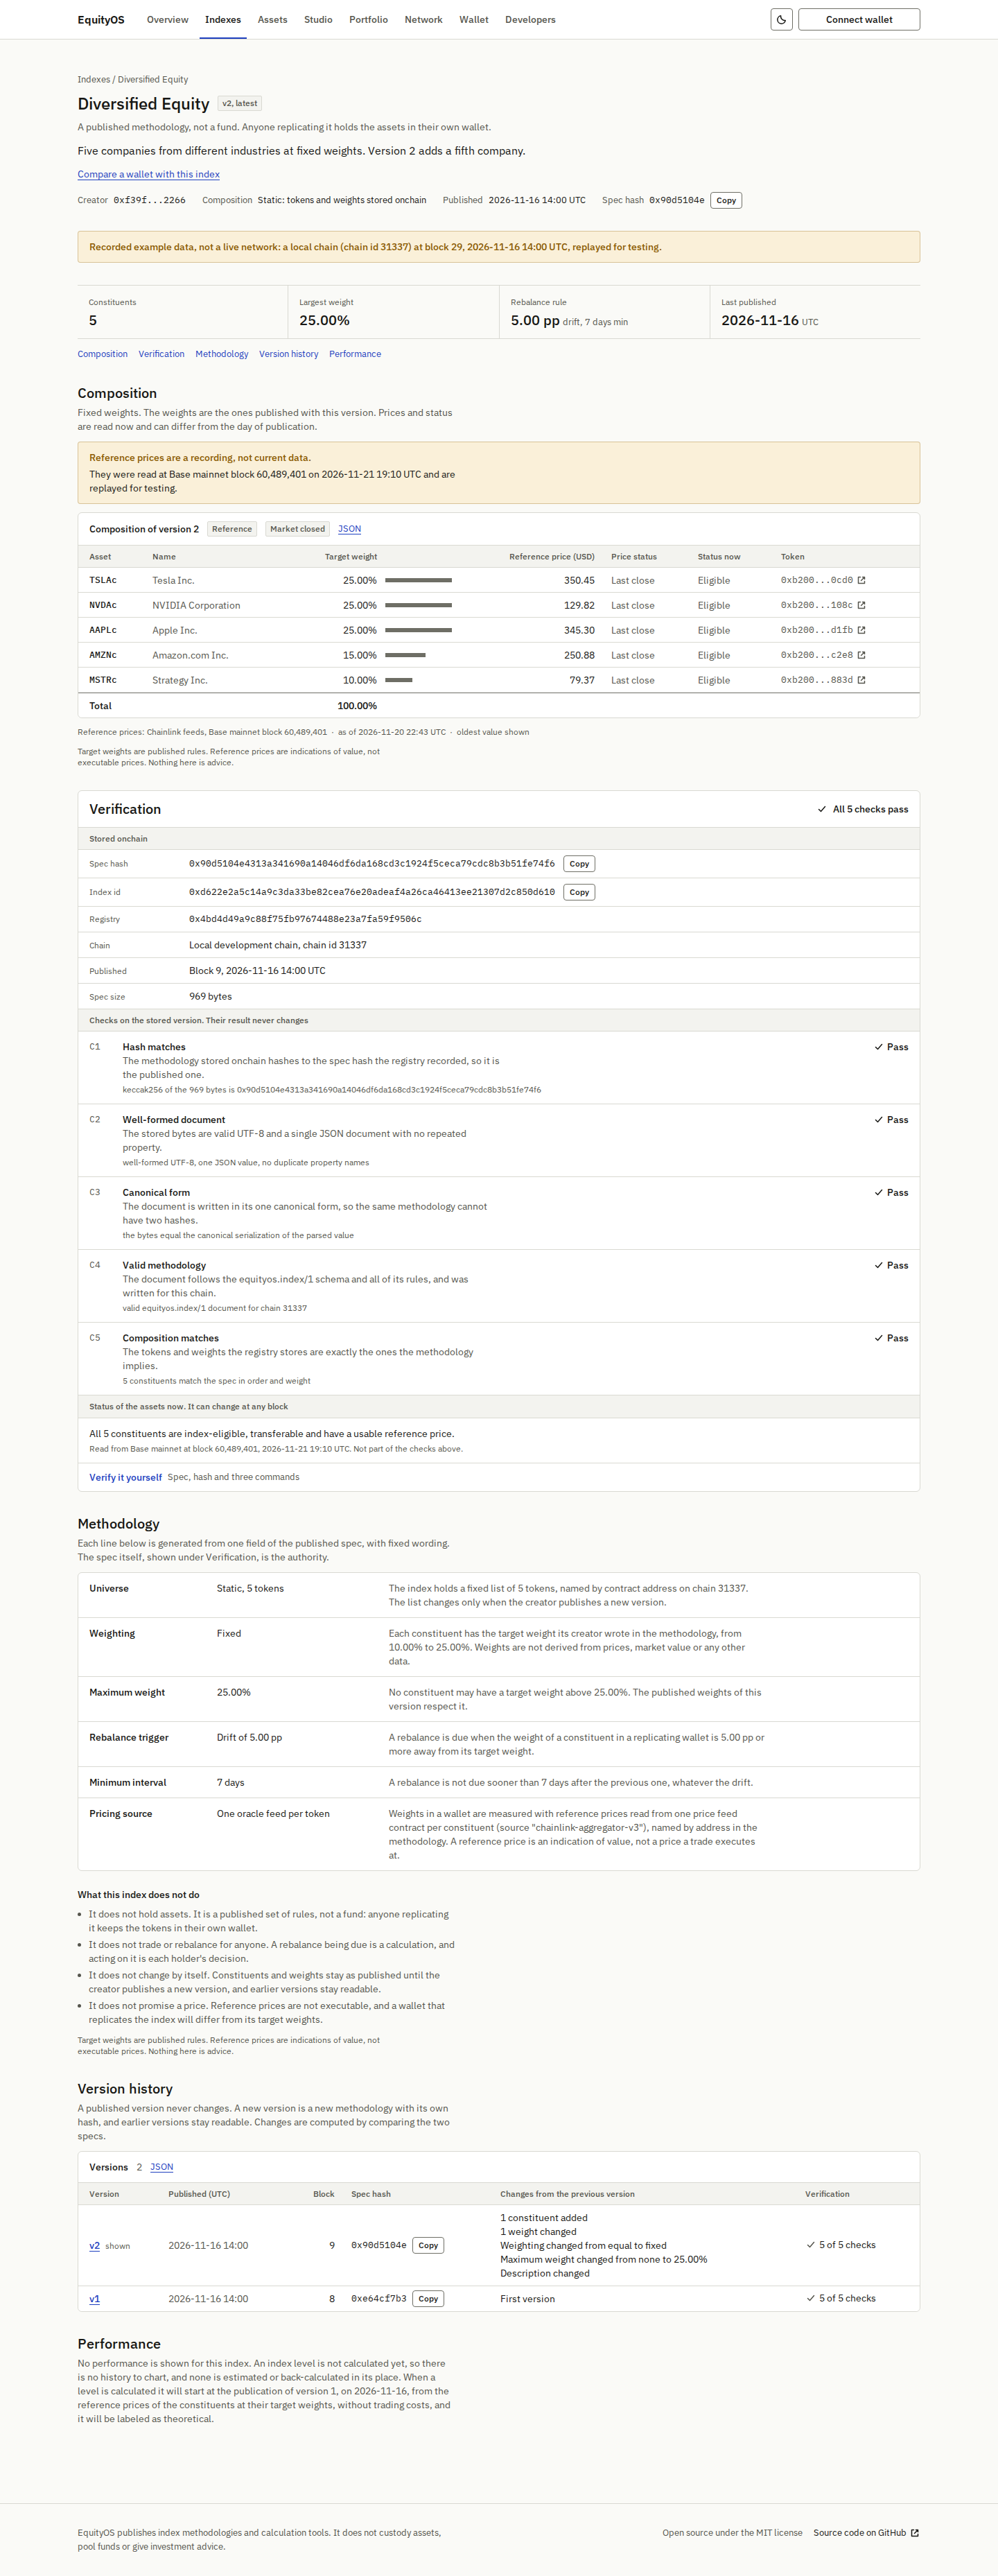 EquityOS Overview Indexes Assets Studio Portfolio Network Wallet Developers Connect wallet
Indexes / Diversified Equity
Diversified Equity v2, latest
A published methodology, not a fund. Anyone replicating it holds the assets in their own wallet.
Five companies from different industries at fixed weights. Version 2 adds a fifth company.
Compare a wallet with this index
Creator 0xf39f...2266 Composition Static: tokens and weights stored onchain Published 2026-11-16 14:00 UTC Spec hash 0x90d5104e Copy
Recorded example data, not a live network: a local chain (chain id 31337) at block 29, 2026-11-16 14:00 UTC, replayed for testing.
Constituents Largest weight Rebalance rule Last published
5 25.00% 5.00 pp drift, 7 days min 2026-11-16 UTC
Composition Verification Methodology Version history Performance
Composition
Fixed weights. The weights are the ones published with this version. Prices and status
are read now and can differ from the day of publication.
Reference prices are a recording, not current data.
They were read at Base mainnet block 60,489,401 on 2026-11-21 19:10 UTC and are
replayed for testing.
Composition of version 2 Reference Market closed JSON
Asset Name Target weight Reference price (USD) Price status Status now Token
TSLAc Tesla Inc. 25.00% 350.45 Last close Eligible 0xb200...0cd0
NVDAc NVIDIA Corporation 25.00% 129.82 Last close Eligible 0xb200...108c
AAPLc Apple Inc. 25.00% 345.30 Last close Eligible 0xb200...d1fb
AMZNc Amazon.com Inc. 15.00% 250.88 Last close Eligible 0xb200...c2e8
MSTRc Strategy Inc. 10.00% 79.37 Last close Eligible 0xb200...883d
Total 100.00%
Reference prices: Chainlink feeds, Base mainnet block 60,489,401 · as of 2026-11-20 22:43 UTC · oldest value shown
Target weights are published rules. Reference prices are indications of value, not
executable prices. Nothing here is advice.
Verification All 5 checks pass
Stored onchain
Spec hash 0x90d5104e4313a341690a14046df6da168cd3c1924f5ceca79cdc8b3b51fe74f6 Copy
Index id 0xd622e2a5c14a9c3da33be82cea76e20adeaf4a26ca46413ee21307d2c850d610 Copy
Registry 0x4bd4d49a9c88f75fb97674488e23a7fa59f9506c
Chain Local development chain, chain id 31337
Published Block 9, 2026-11-16 14:00 UTC
Spec size 969 bytes
Checks on the stored version. Their result never changes
C1 Hash matches Pass
The methodology stored onchain hashes to the spec hash the registry recorded, so it is
the published one.
keccak256 of the 969 bytes is 0x90d5104e4313a341690a14046df6da168cd3c1924f5ceca79cdc8b3b51fe74f6
C2 Well-formed document Pass
The stored bytes are valid UTF-8 and a single JSON document with no repeated
property.
well-formed UTF-8, one JSON value, no duplicate property names
C3 Canonical form Pass
The document is written in its one canonical form, so the same methodology cannot
have two hashes.
the bytes equal the canonical serialization of the parsed value
C4 Valid methodology Pass
The document follows the equityos.index/1 schema and all of its rules, and was
written for this chain.
valid equityos.index/1 document for chain 31337
C5 Composition matches Pass
The tokens and weights the registry stores are exactly the ones the methodology
implies.
5 constituents match the spec in order and weight
Status of the assets now. It can change at any block
All 5 constituents are index-eligible, transferable and have a usable reference price.
Read from Base mainnet at block 60,489,401, 2026-11-21 19:10 UTC. Not part of the checks above.
Verify it yourself Spec, hash and three commands
Methodology
Each line below is generated from one field of the published spec, with fixed wording.
The spec itself, shown under Verification, is the authority.
Universe Static, 5 tokens The index holds a fixed list of 5 tokens, named by contract address on chain 31337.
The list changes only when the creator publishes a new version.
Weighting Fixed Each constituent has the target weight its creator wrote in the methodology, from
10.00% to 25.00%. Weights are not derived from prices, market value or any other
data.
Maximum weight 25.00% No constituent may have a target weight above 25.00%. The published weights of this
version respect it.
Rebalance trigger Drift of 5.00 pp A rebalance is due when the weight of a constituent in a replicating wallet is 5.00 pp or
more away from its target weight.
Minimum interval 7 days A rebalance is not due sooner than 7 days after the previous one, whatever the drift.
Pricing source One oracle feed per token Weights in a wallet are measured with reference prices read from one price feed
contract per constituent (source "chainlink-aggregator-v3"), named by address in the
methodology. A reference price is an indication of value, not a price a trade executes
at.
What this index does not do
• It does not hold assets. It is a published set of rules, not a fund: anyone replicating
it keeps the tokens in their own wallet.
• It does not trade or rebalance for anyone. A rebalance being due is a calculation, and
acting on it is each holder's decision.
• It does not change by itself. Constituents and weights stay as published until the
creator publishes a new version, and earlier versions stay readable.
• It does not promise a price. Reference prices are not executable, and a wallet that
replicates the index will differ from its target weights.
Target weights are published rules. Reference prices are indications of value, not
executable prices. Nothing here is advice.
Version history
A published version never changes. A new version is a new methodology with its own
hash, and earlier versions stay readable. Changes are computed by comparing the two
specs.
Versions 2 JSON
Version Published (UTC) Block Spec hash Changes from the previous version Verification
1 constituent added
1 weight changed
v2 shown 2026-11-16 14:00 9 0x90d5104e Copy Weighting changed from equal to fixed 5 of 5 checks
Maximum weight changed from none to 25.00%
Description changed
v1 2026-11-16 14:00 8 0xe64cf7b3 Copy First version 5 of 5 checks
Performance
No performance is shown for this index. An index level is not calculated yet, so there
is no history to chart, and none is estimated or back-calculated in its place. When a
level is calculated it will start at the publication of version 1, on 2026-11-16, from the
reference prices of the constituents at their target weights, without trading costs, and
it will be labeled as theoretical.
EquityOS publishes index methodologies and calculation tools. It does not custody assets, Open source under the MIT license Source code on GitHub
pool funds or give investment advice.